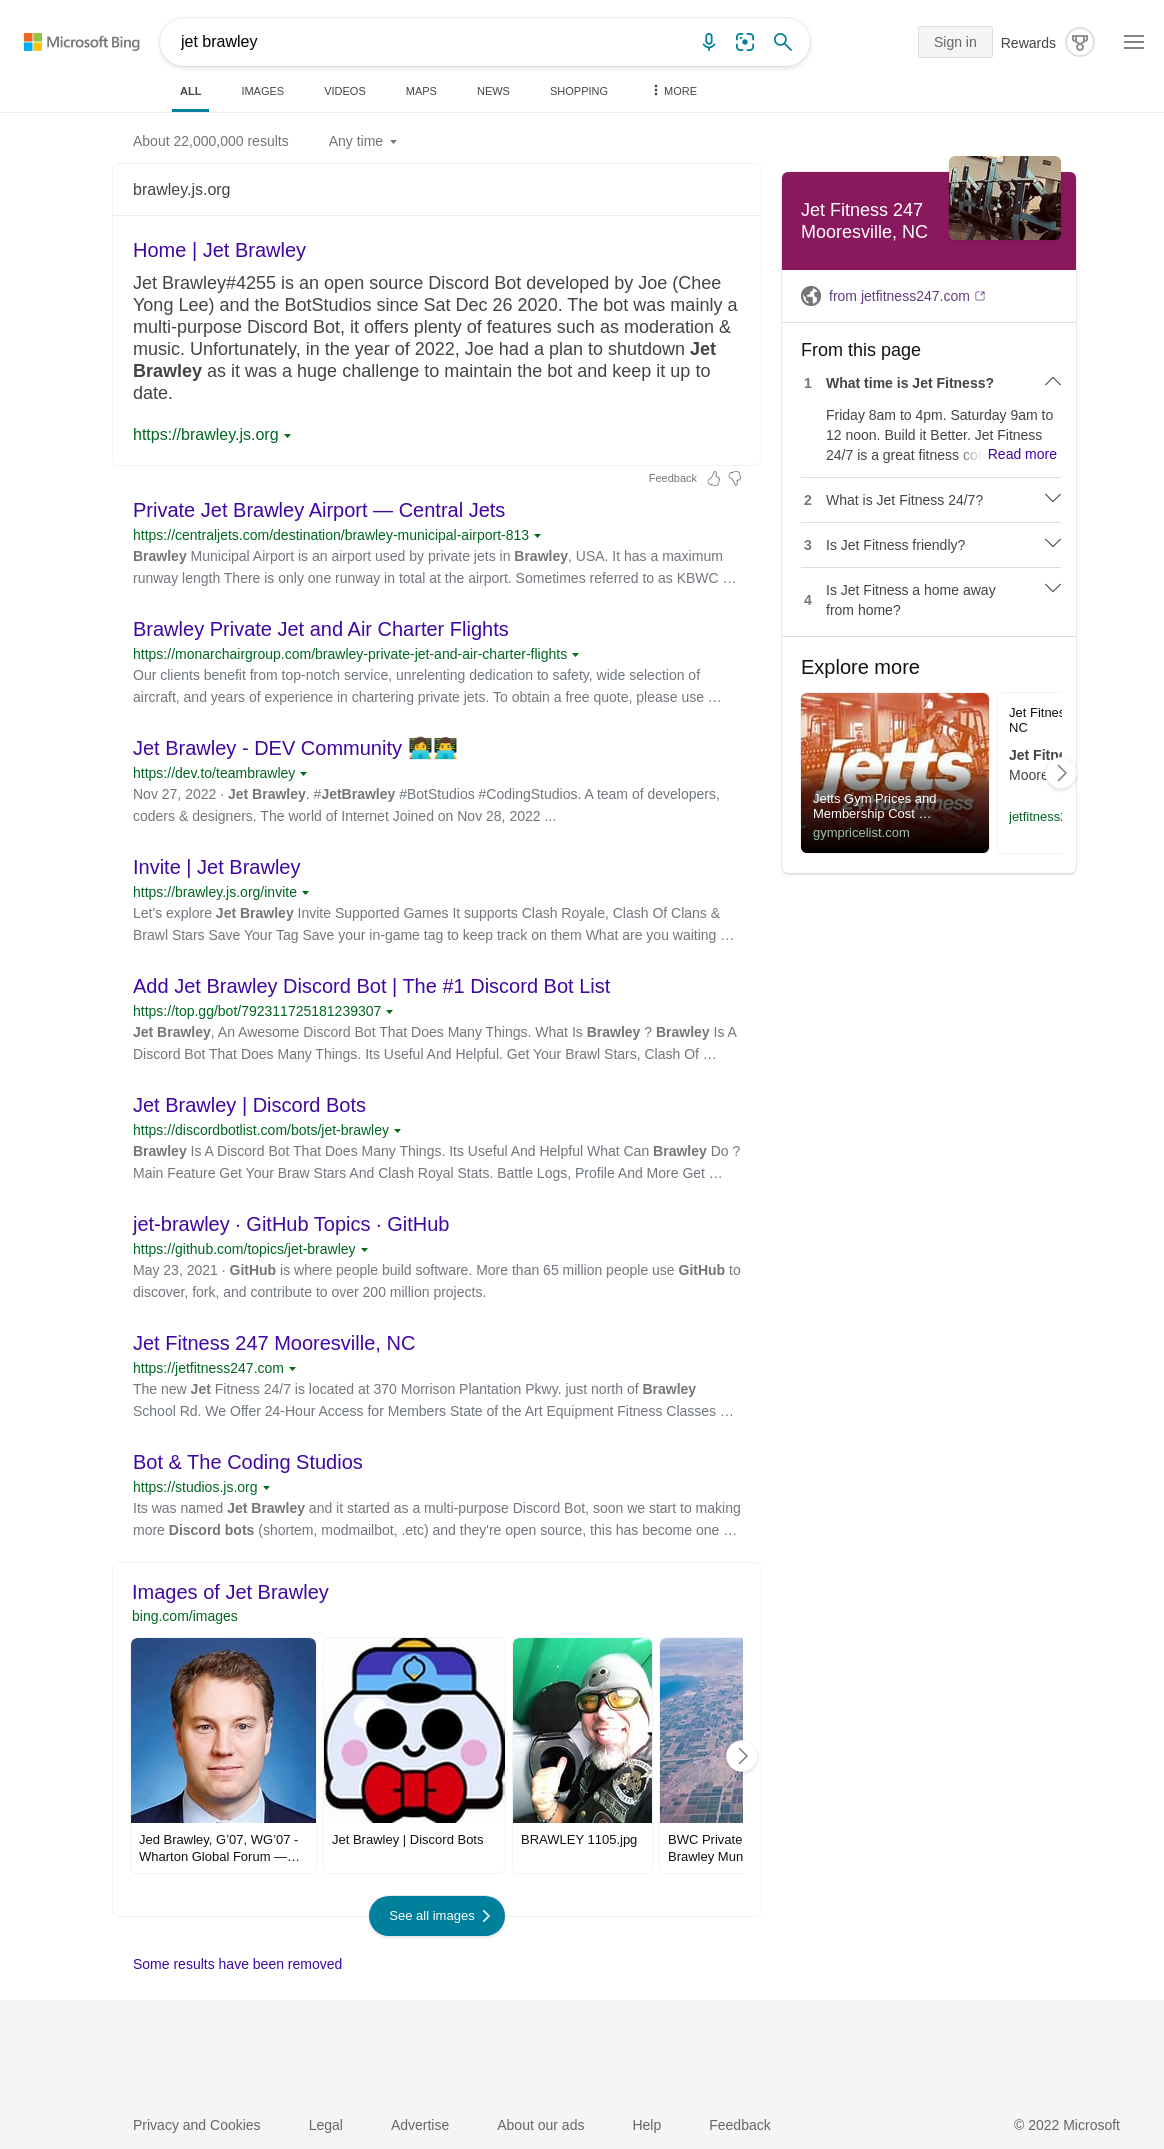 Microsoft Bing
jet brawley
Sign in
Rewards
ALL
IMAGES
VIDEOS
MAPS
NEWS
SHOPPING
MORE
About 22,000,000 results
Any time
brawley.js.org
Home | Jet Brawley
Jet Brawley#4255 is an open source Discord Bot developed by Joe (Chee
Yong Lee) and the BotStudios since Sat Dec 26 2020. The bot was mainly a
multi-purpose Discord Bot, it offers plenty of features such as moderation &
music. Unfortunately, in the year of 2022, Joe had a plan to shutdown Jet
Brawley as it was a huge challenge to maintain the bot and keep it up to
date.
https://brawley.js.org
Feedback
Private Jet Brawley Airport — Central Jets
https://centraljets.com/destination/brawley-municipal-airport-813
Brawley Municipal Airport is an airport used by private jets in Brawley, USA. It has a maximum
runway length There is only one runway in total at the airport. Sometimes referred to as KBWC …
Brawley Private Jet and Air Charter Flights
https://monarchairgroup.com/brawley-private-jet-and-air-charter-flights
Our clients benefit from top-notch service, unrelenting dedication to safety, wide selection of
aircraft, and years of experience in chartering private jets. To obtain a free quote, please use …
Jet Brawley - DEV Community 👩‍💻👨‍💻
https://dev.to/teambrawley
Nov 27, 2022 · Jet Brawley. #JetBrawley #BotStudios #CodingStudios. A team of developers,
coders & designers. The world of Internet Joined on Nov 28, 2022 ...
Invite | Jet Brawley
https://brawley.js.org/invite
Let's explore Jet Brawley Invite Supported Games It supports Clash Royale, Clash Of Clans &
Brawl Stars Save Your Tag Save your in-game tag to keep track on them What are you waiting …
Add Jet Brawley Discord Bot | The #1 Discord Bot List
https://top.gg/bot/792311725181239307
Jet Brawley, An Awesome Discord Bot That Does Many Things. What Is Brawley ? Brawley Is A
Discord Bot That Does Many Things. Its Useful And Helpful. Get Your Brawl Stars, Clash Of …
Jet Brawley | Discord Bots
https://discordbotlist.com/bots/jet-brawley
Brawley Is A Discord Bot That Does Many Things. Its Useful And Helpful What Can Brawley Do ?
Main Feature Get Your Braw Stars And Clash Royal Stats. Battle Logs, Profile And More Get …
jet-brawley · GitHub Topics · GitHub
https://github.com/topics/jet-brawley
May 23, 2021 · GitHub is where people build software. More than 65 million people use GitHub to
discover, fork, and contribute to over 200 million projects.
Jet Fitness 247 Mooresville, NC
https://jetfitness247.com
The new Jet Fitness 24/7 is located at 370 Morrison Plantation Pkwy. just north of Brawley
School Rd. We Offer 24-Hour Access for Members State of the Art Equipment Fitness Classes …
Bot & The Coding Studios
https://studios.js.org
Its was named Jet Brawley and it started as a multi-purpose Discord Bot, soon we start to making
more Discord bots (shortem, modmailbot, .etc) and they're open source, this has become one …
Images of Jet Brawley
bing.com/images
Jed Brawley, G'07, WG'07 -
Wharton Global Forum —…
Jet Brawley | Discord Bots
BRAWLEY 1105.jpg
BWC Private
Brawley Mun
See all images
Some results have been removed
Jet Fitness 247
Mooresville, NC
from jetfitness247.com
From this page
1 What time is Jet Fitness?
Friday 8am to 4pm. Saturday 9am to
12 noon. Build it Better. Jet Fitness
24/7 is a great fitness co Read more
2 What is Jet Fitness 24/7?
3 Is Jet Fitness friendly?
4 Is Jet Fitness a home away
from home?
Explore more
jetts
24 hour fitness
Jetts Gym Prices and
Membership Cost …
gympricelist.com
Jet Fitnes
NC
Jet Fitne
Moore
jetfitness2
Privacy and Cookies
Legal
Advertise
About our ads
Help
Feedback
© 2022 Microsoft